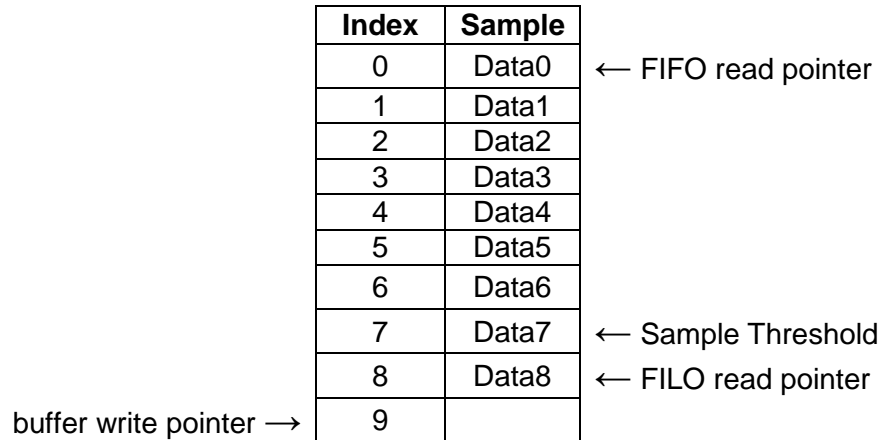 Index Sample
0 Data0 ← FIFO read pointer
1 Data1
2 Data2
3 Data3
4 Data4
5 Data5
6 Data6
7 Data7 ← Sample Threshold
8 Data8 ← FILO read pointer
buffer write pointer → 9